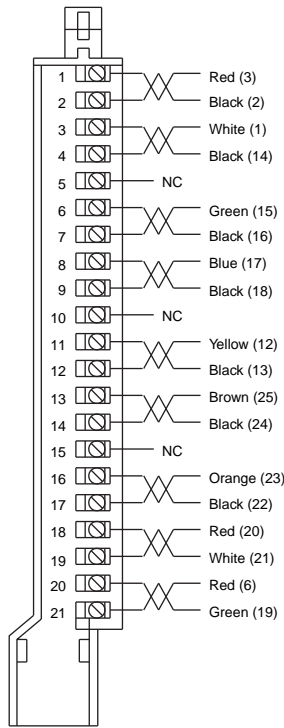 1 Red (3)
2 Black (2)
3 White (1)
4 Black (14)
5 NC
6 Green (15)
7 Black (16)
8 Blue (17)
9 Black (18)
10 NC
11 Yellow (12)
12 Black (13)
13 Brown (25)
14 Black (24)
15 NC
16 Orange (23)
17 Black (22)
18 Red (20)
19 White (21)
20 Red (6)
21 Green (19)